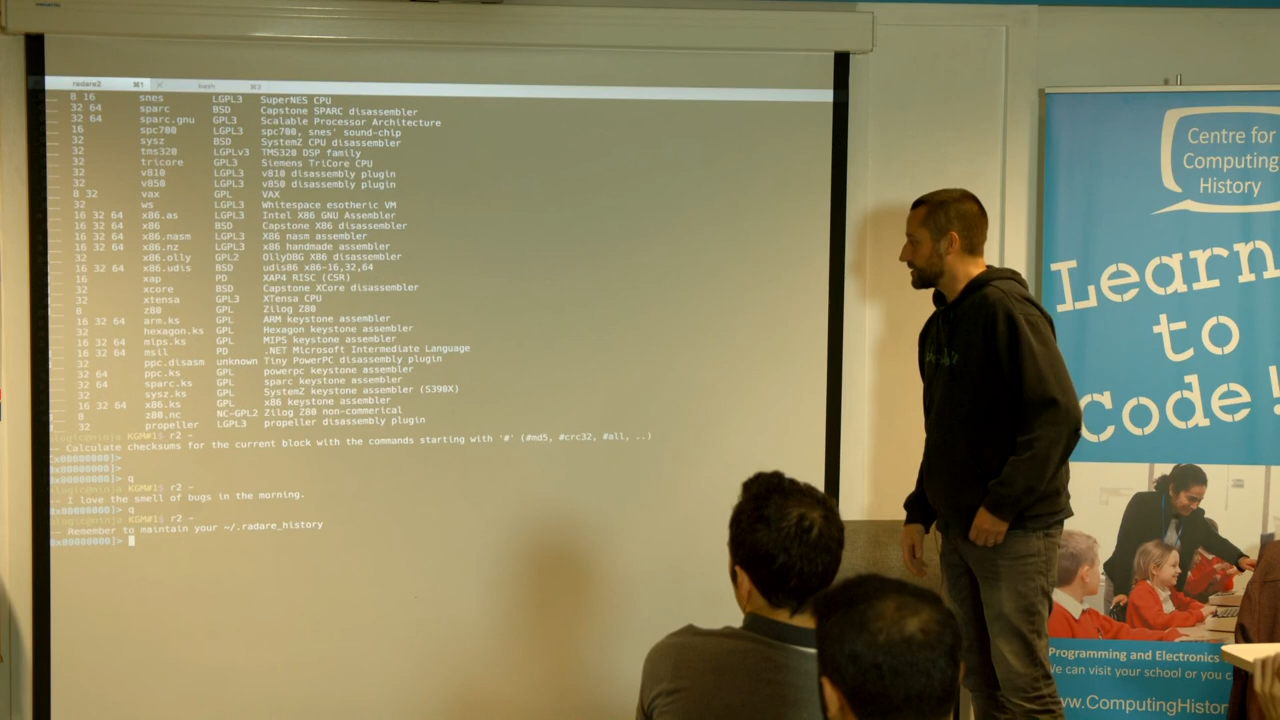 radare2 ⌘1 bash ⌘2
8 16 snes LGPL3 SuperNES CPU
32 64 sparc BSD Capstone SPARC disassembler
32 64 sparc.gnu GPL3 Scalable Processor Architecture
16 spc700 LGPL3 spc700, snes' sound-chip
32 sysz BSD SystemZ CPU disassembler
32 tms320 LGPLv3 TMS320 DSP family
32 tricore GPL3 Siemens TriCore CPU
32 v810 LGPL3 v810 disassembly plugin
32 v850 LGPL3 v850 disassembly plugin
8 32 vax GPL VAX
32 ws LGPL3 Whitespace esotheric VM
16 32 64 x86.as LGPL3 Intel X86 GNU Assembler
16 32 64 x86 BSD Capstone X86 disassembler
16 32 64 x86.nasm LGPL3 X86 nasm assembler
16 32 64 x86.nz LGPL3 x86 handmade assembler
32 x86.olly GPL2 OllyDBG X86 disassembler
16 32 64 x86.udis BSD udis86 x86-16,32,64
16 xap PD XAP4 RISC (CSR)
32 xcore BSD Capstone XCore disassembler
32 xtensa GPL3 XTensa CPU
8 z80 GPL Zilog Z80
16 32 64 arm.ks GPL ARM keystone assembler
32 hexagon.ks GPL Hexagon keystone assembler
16 32 64 mips.ks GPL MIPS keystone assembler
16 32 64 msil PD .NET Microsoft Intermediate Language
32 ppc.disasm unknown Tiny PowerPC disassembly plugin
32 64 ppc.ks GPL powerpc keystone assembler
32 64 sparc.ks GPL sparc keystone assembler
32 sysz.ks GPL SystemZ keystone assembler (S390X)
16 32 64 x86.ks GPL x86 keystone assembler
8 z80.nc NC-GPL2 Zilog Z80 non-commerical
32 propeller LGPL3 propeller disassembly plugin
KGM#1$ r2 -
-- Calculate checksums for the current block with the commands starting with '#' (#md5, #crc32, #all, ..)
0x00000000]>
0x00000000]>
0x00000000]> q
KGM#1$ r2 -
-- I love the smell of bugs in the morning.
0x00000000]> q
KGM#1$ r2 -
-- Remember to maintain your ~/.radare_history
0x00000000]>
Centre for
Computing
History
Learn
to
Code!
Programming and Electronics
We can visit your school or you c
ww.ComputingHistor